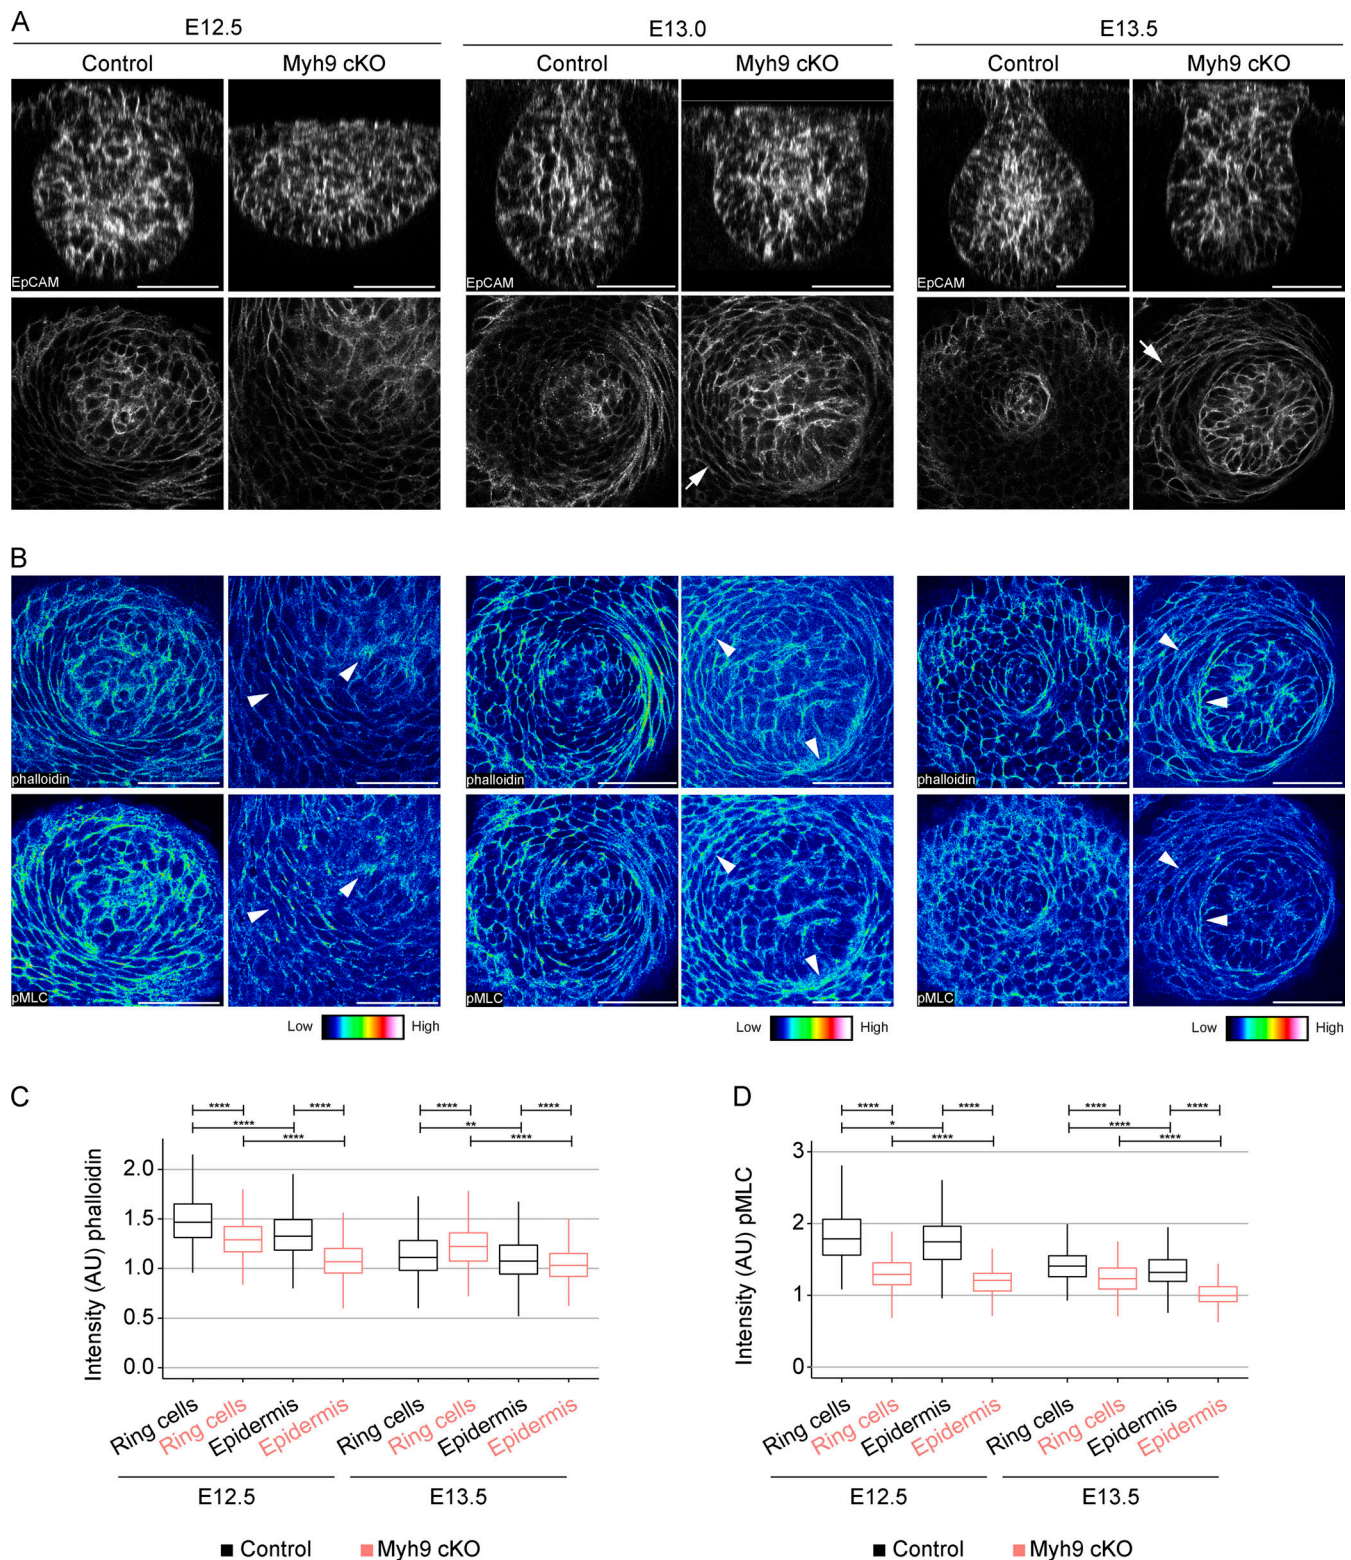 A
E12.5
E13.0
E13.5
Control
Myh9 cKO
Control
Myh9 cKO
Control
Myh9 cKO
EpCAM
EpCAM
EpCAM
B
phalloidin
phalloidin
phalloidin
pMLC
pMLC
pMLC
Low
High
Low
High
Low
High
C
****
****
****
****
****
****
****
**
****
Intensity (AU) phalloidin
2.0
1.5
1.0
0.5
0.0
Ring cells
Ring cells
Epidermis
Epidermis
Ring cells
Ring cells
Epidermis
Epidermis
E12.5
E13.5
Control
Myh9 cKO
D
****
****
*
****
****
****
****
****
Intensity (AU) pMLC
3
2
1
0
Ring cells
Ring cells
Epidermis
Epidermis
Ring cells
Ring cells
Epidermis
Epidermis
E12.5
E13.5
Control
Myh9 cKO